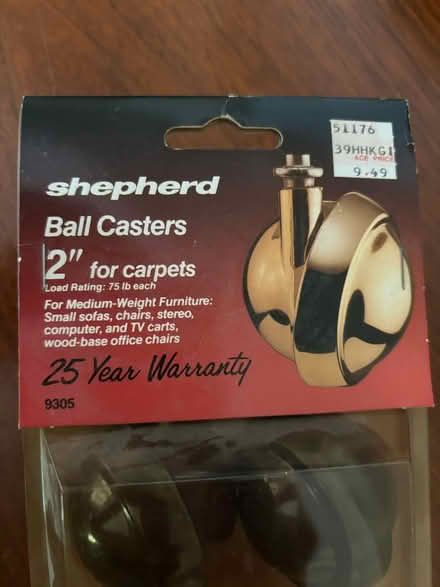 51176
39HHKG1
ACE PRICE
9.49
shepherd
Ball Casters
2" for carpets
Load Rating: 75 lb each
For Medium-Weight Furniture:
Small sofas, chairs, stereo,
computer, and TV carts,
wood-base office chairs
25 Year Warranty
9305